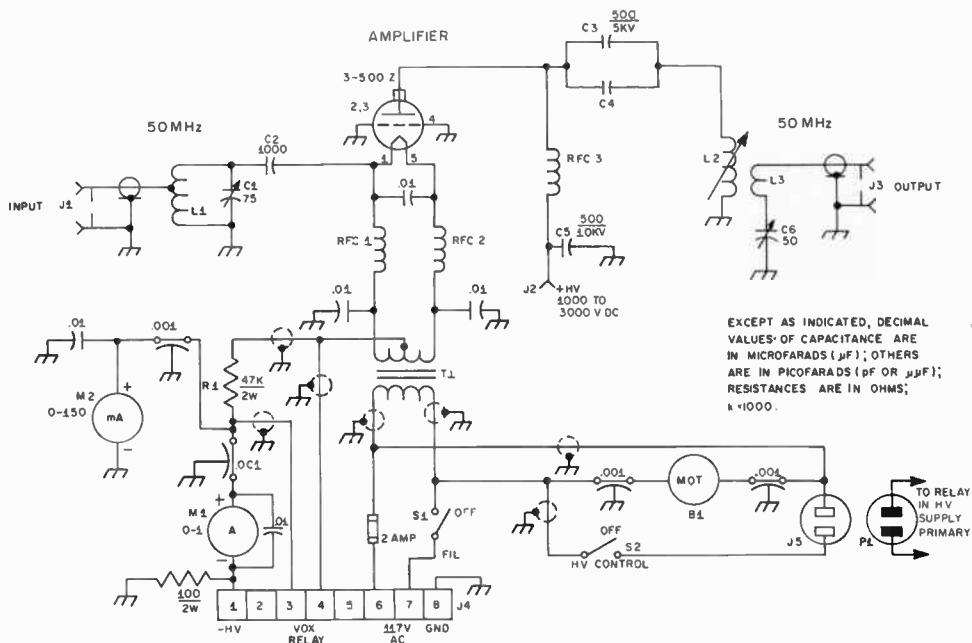 AMPLIFIER
500
5KV
C3
C4
3-500 Z
2,3
4
1
5
50 MHz
C2
1000
C1
75
L1
INPUT
J1
.01
RFC 1
RFC 2
.01
.01
RFC 3
C5
500
10KV
J2
+HV
1000 TO
3000 V DC
50 MHz
L2
L3
J3
OUTPUT
C6
50
EXCEPT AS INDICATED, DECIMAL
VALUES OF CAPACITANCE ARE
IN MICROFARADS (µF); OTHERS
ARE IN PICOFARADS (pF OR µµF);
RESISTANCES ARE IN OHMS;
k=1000.
.01
.001
M2
0-150
+
mA
-
R1
47K
2W
T1
.0C1
M1
0-1
+
A
-
.01
100
2W
2 AMP
S1
OFF
FIL
.001
MOT
B1
.001
OFF
S2
HV CONTROL
J5
P1
TO RELAY
IN HV
SUPPLY
PRIMARY
1 2 3 4 5 6 7 8
J4
-HV
VOX
RELAY
117V
AC
GND